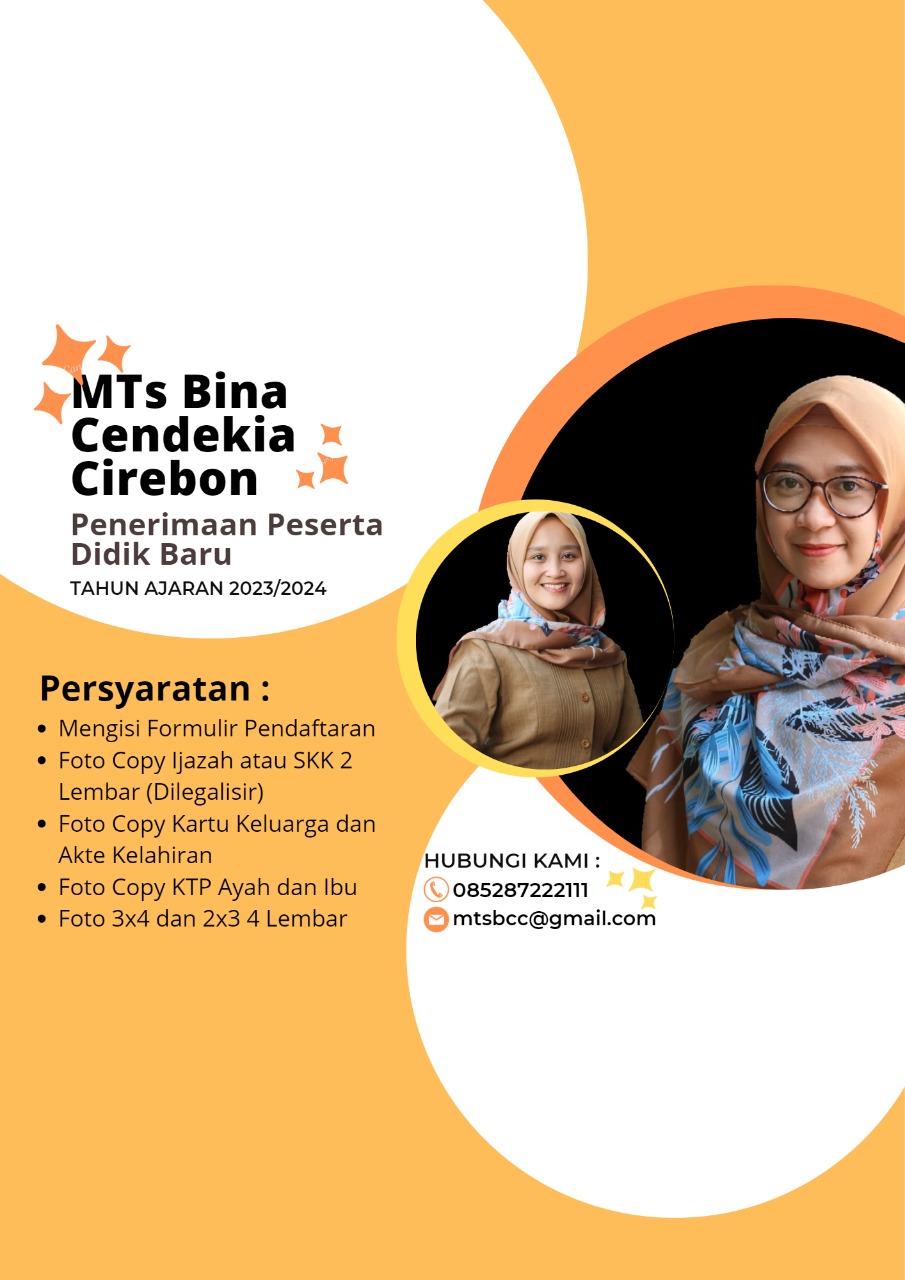 MTs Bina
Cendekia
Cirebon
Penerimaan Peserta
Didik Baru
TAHUN AJARAN 2023/2024
Persyaratan :
• Mengisi Formulir Pendaftaran
• Foto Copy Ijazah atau SKK 2
Lembar (Dilegalisir)
• Foto Copy Kartu Keluarga dan
Akte Kelahiran
• Foto Copy KTP Ayah dan Ibu
• Foto 3x4 dan 2x3 4 Lembar
HUBUNGI KAMI :
085287222111
mtsbcc@gmail.com